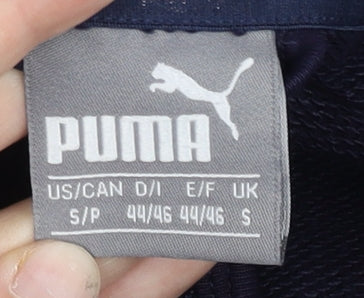 PUMA
US/CAN D/I E/F UK
S/P 44/46 44/46 S